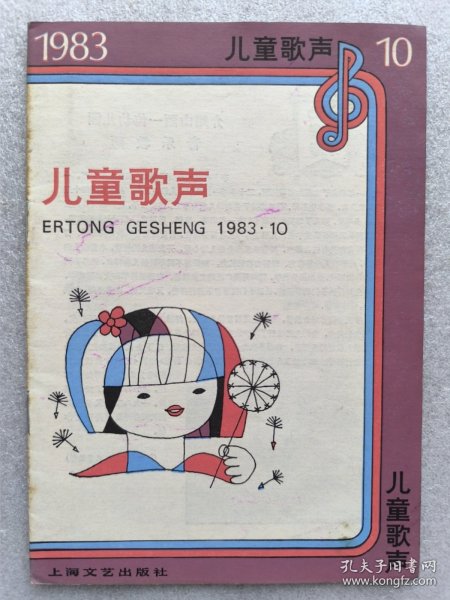 1983
儿童歌声
10
儿童歌声
ERTONG GESHENG 1983·10
儿童歌声
上海文艺出版社
孔夫子旧书网
www.kongfz.com